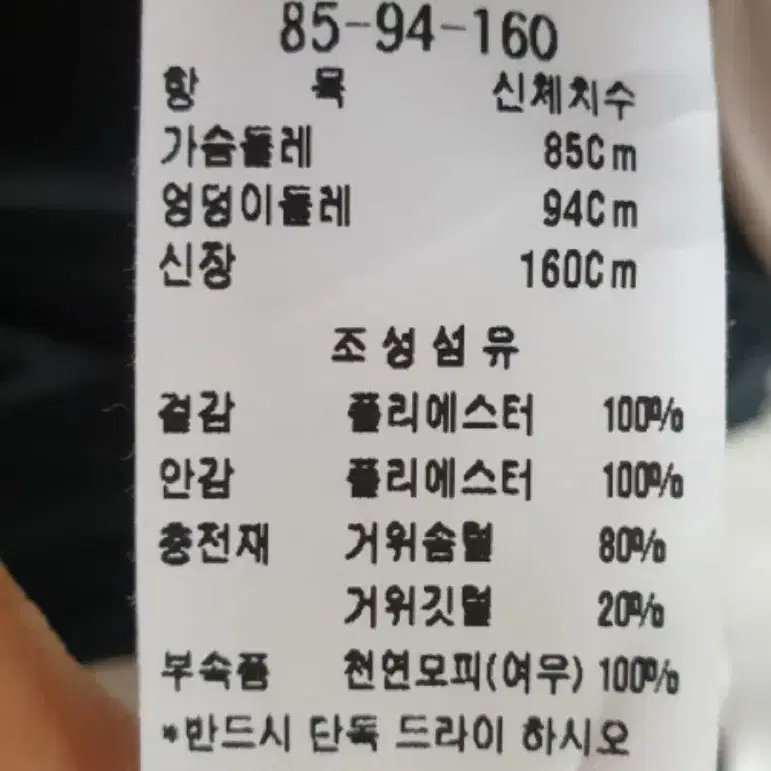 85-94-160
항 목 신체치수
가슴둘레 85Cm
엉덩이둘레 94Cm
신장 160Cm
조성섬유
겉감 폴리에스터 100%
안감 폴리에스터 100%
충전재 거위솜털 80%
거위깃털 20%
부속품 천연모피(여우) 100%
*반드시 단독 드라이 하시오